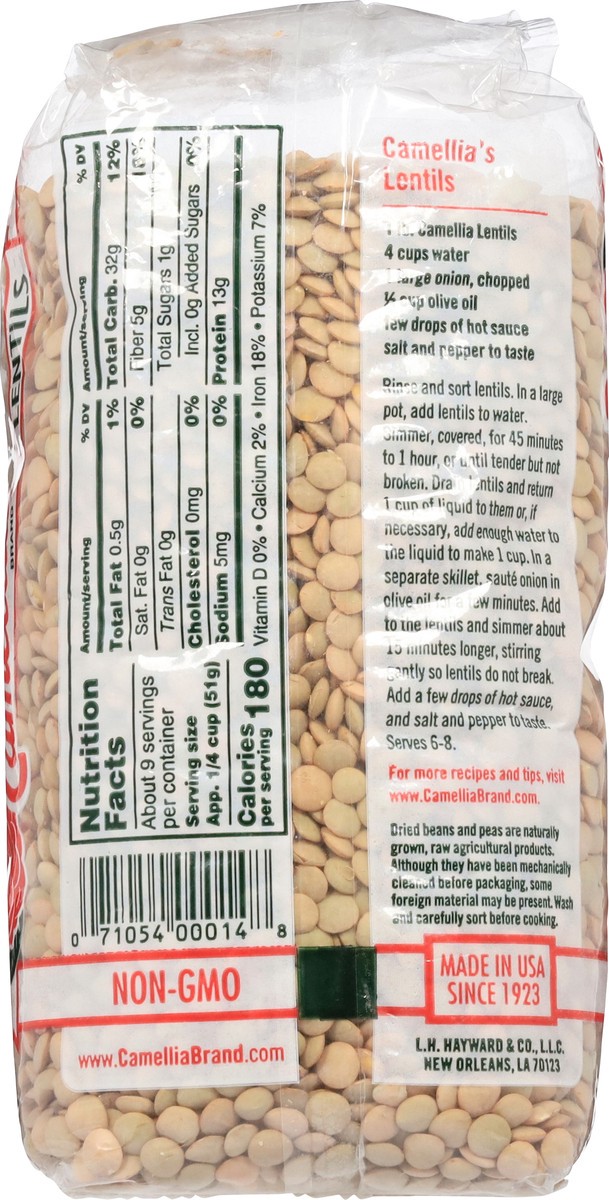 Nutrition
Facts
About 9 servings
per container
Serving size
App. 1/4 cup (51g)
Calories 180
per serving
Amount/serving % DV
Total Fat 0.5g 1%
Sat. Fat 0g 0%
Trans Fat 0g
Cholesterol 0mg 0%
Sodium 5mg 0%
Amount/serving % DV
Total Carb. 32g 12%
Fiber 5g 18%
Total Sugars 1g
Incl. 0g Added Sugars 0%
Protein 13g
Vitamin D 0% • Calcium 2% • Iron 18% • Potassium 7%
0 71054 00014 8
NON-GMO
www.CamelliaBrand.com
Camellia's
Lentils
1 lb. Camellia Lentils
4 cups water
1 large onion, chopped
¼ cup olive oil
few drops of hot sauce
salt and pepper to taste
Rinse and sort lentils. In a large
pot, add lentils to water.
Simmer, covered, for 45 minutes
to 1 hour, or until tender but not
broken. Drain lentils and return
1 cup of liquid to them or, if
necessary, add enough water to
the liquid to make 1 cup. In a
separate skillet, sauté onion in
olive oil for a few minutes. Add
to the lentils and simmer about
15 minutes longer, stirring
gently so lentils do not break.
Add a few drops of hot sauce,
and salt and pepper to taste.
Serves 6-8.
For more recipes and tips, visit
www.CamelliaBrand.com.
Dried beans and peas are naturally
grown, raw agricultural products.
Although they have been mechanically
cleaned before packaging, some
foreign material may be present. Wash
and carefully sort before cooking.
MADE IN USA
SINCE 1923
L.H. HAYWARD & CO., L.L.C.
NEW ORLEANS, LA 70123
LENTILS
BRAND